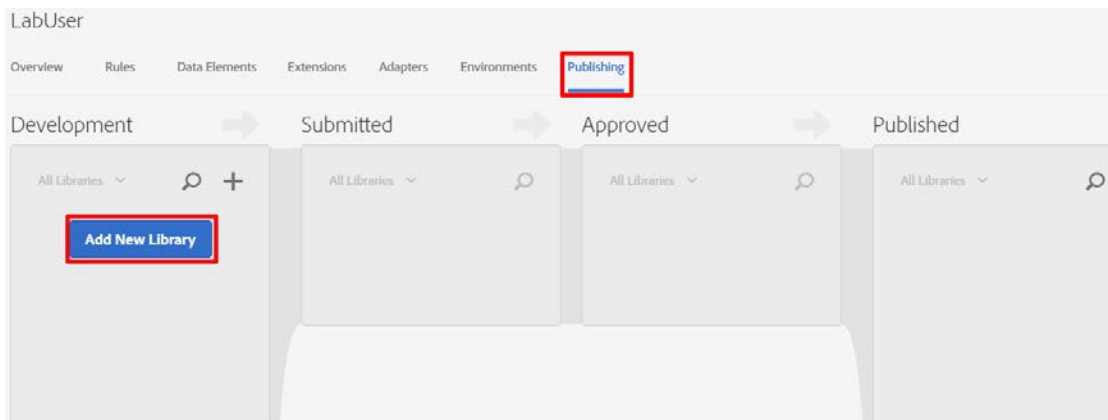 LabUser
Overview Rules Data Elements Extensions Adapters Environments Publishing
Development Submitted Approved Published
All Libraries All Libraries All Libraries All Libraries
Add New Library